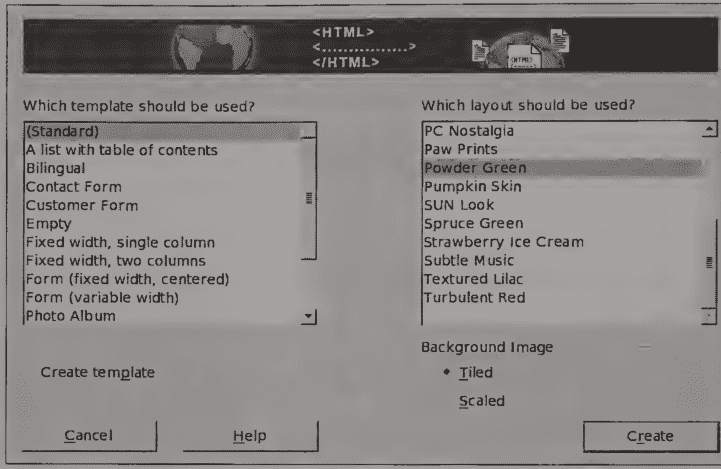 <HTML>
<...............>
</HTML>
<HTML>
Which template should be used?
(Standard)
A list with table of contents
Bilingual
Contact Form
Customer Form
Empty
Fixed width, single column
Fixed width, two columns
Form (fixed width, centered)
Form (variable width)
Photo Album
Create template
Which layout should be used?
PC Nostalgia
Paw Prints
Powder Green
Pumpkin Skin
SUN Look
Spruce Green
Strawberry Ice Cream
Subtle Music
Textured Lilac
Turbulent Red
Background Image
Tiled
Scaled
Cancel
Help
Create